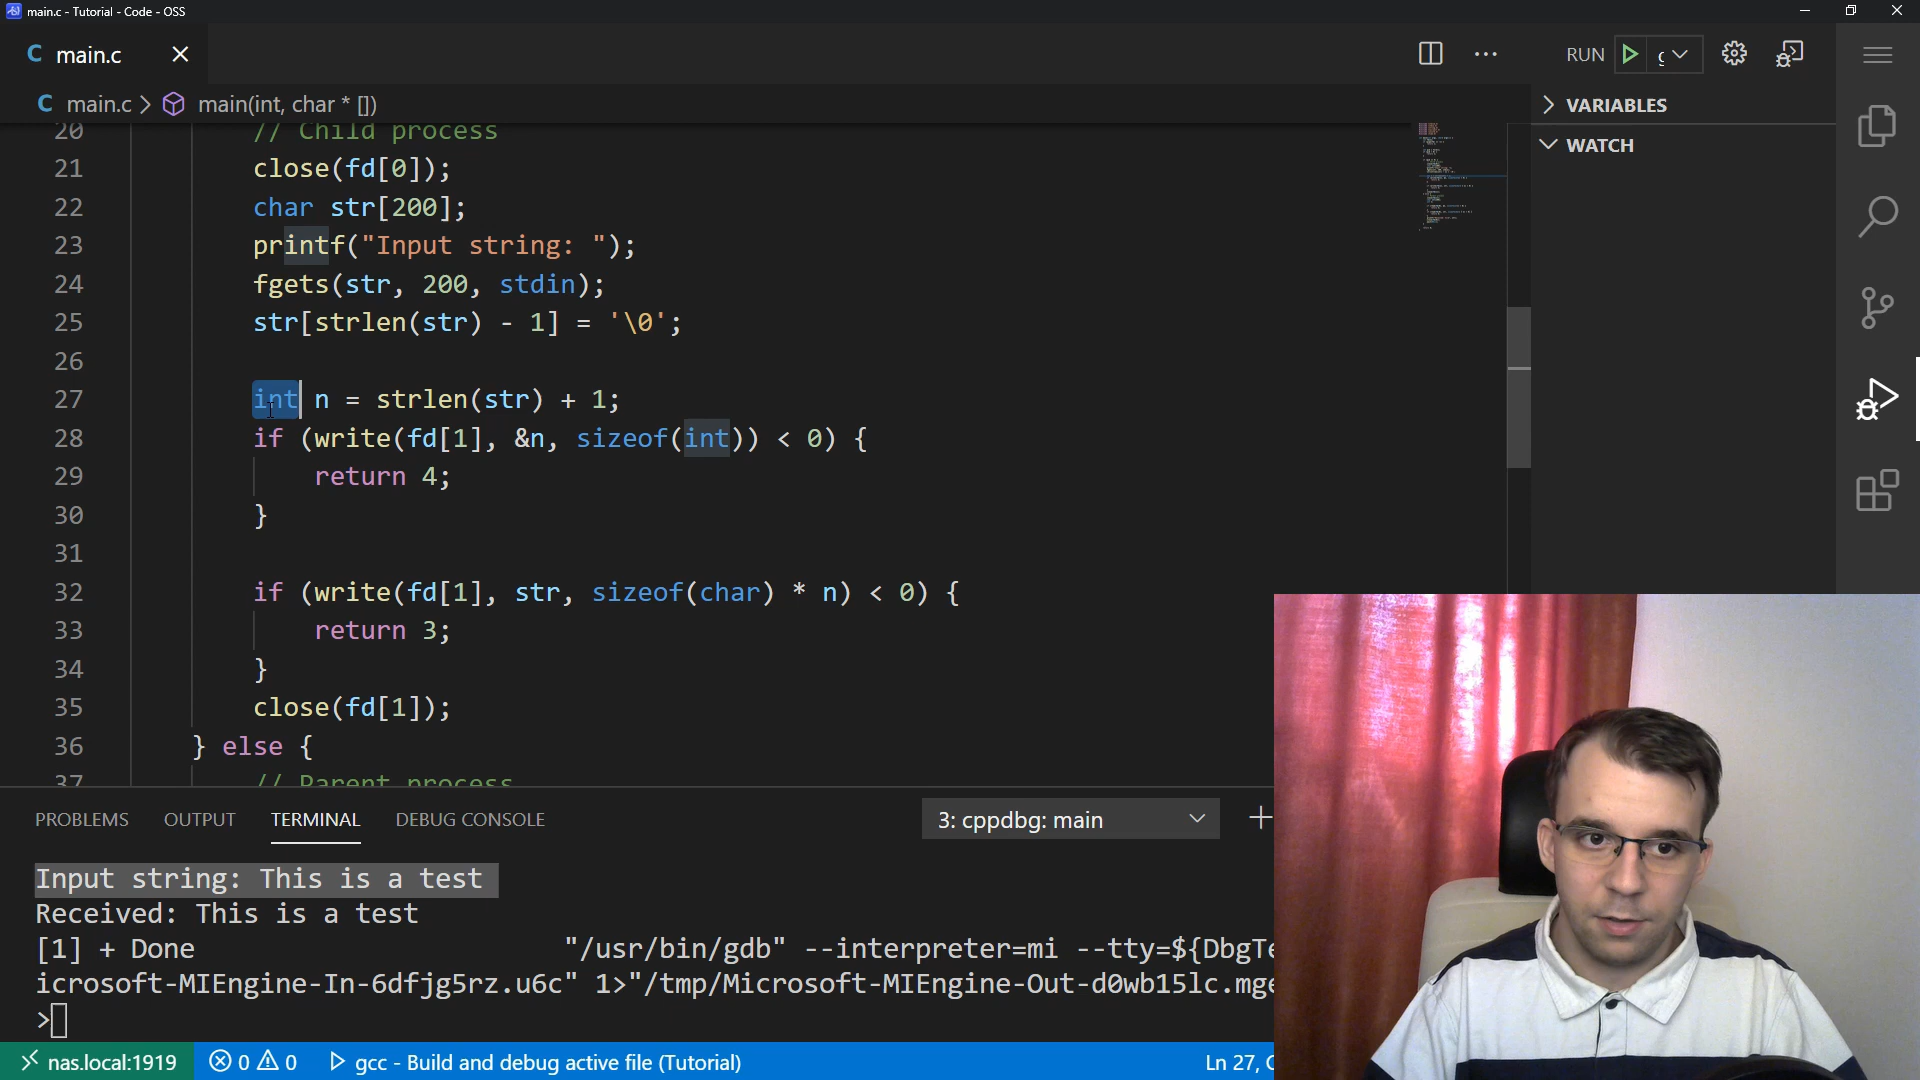 main.c - Tutorial - Code - OSS
C main.c
RUN
C main.c > main(int, char * [])
VARIABLES
WATCH
20 // Child process
21 close(fd[0]);
22 char str[200];
23 printf("Input string: ");
24 fgets(str, 200, stdin);
25 str[strlen(str) - 1] = '\0';
26
27 int n = strlen(str) + 1;
28 if (write(fd[1], &n, sizeof(int)) < 0) {
29 return 4;
30 }
31
32 if (write(fd[1], str, sizeof(char) * n) < 0) {
33 return 3;
34 }
35 close(fd[1]);
36 } else {
37 // Parent process
PROBLEMS OUTPUT TERMINAL DEBUG CONSOLE 3: cppdbg: main
Input string: This is a test
Received: This is a test
[1] + Done "/usr/bin/gdb" --interpreter=mi --tty=${DbgTe
icrosoft-MIEngine-In-6dfjg5rz.u6c" 1>"/tmp/Microsoft-MIEngine-Out-d0wb15lc.mge
>
nas.local:1919 0 0 gcc - Build and debug active file (Tutorial) Ln 27,